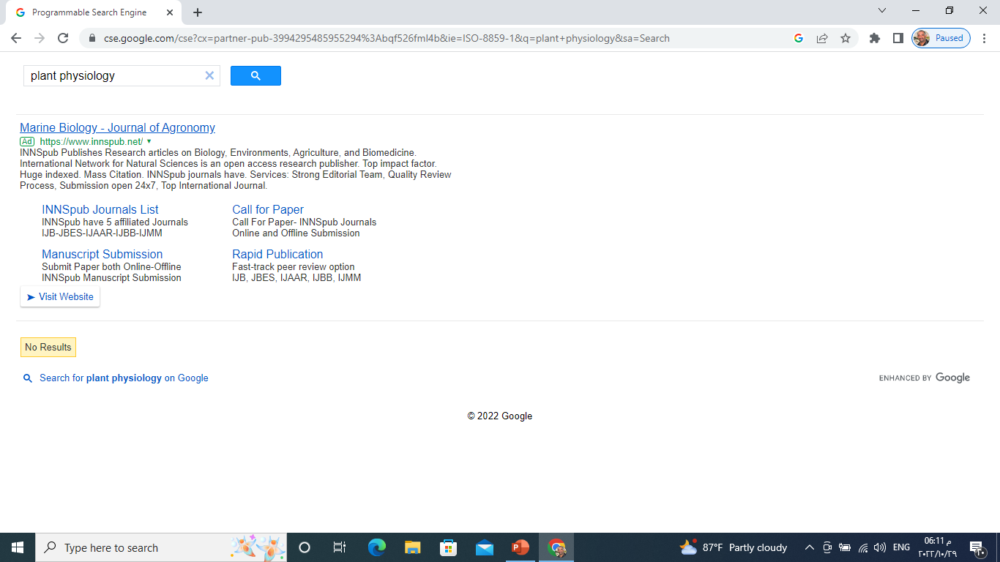 Programmable Search Engine
cse.google.com/cse?cx=partner-pub-3994295485955294%3Abqf526fml4b&ie=ISO-8859-1&q=plant+physiology&sa=Search
Paused
plant physiology
Marine Biology - Journal of Agronomy
Ad https://www.innspub.net/
INNSpub Publishes Research articles on Biology, Environments, Agriculture, and Biomedicine.
International Network for Natural Sciences is an open access research publisher. Top impact factor.
Huge indexed. Mass Citation. INNSpub journals have. Services: Strong Editorial Team, Quality Review
Process, Submission open 24x7, Top International Journal.
INNSpub Journals List
INNSpub have 5 affiliated Journals
IJB-JBES-IJAAR-IJBB-IJMM
Call for Paper
Call For Paper- INNSpub Journals
Online and Offline Submission
Manuscript Submission
Submit Paper both Online-Offline
INNSpub Manuscript Submission
Rapid Publication
Fast-track peer review option
IJB, JBES, IJAAR, IJBB, IJMM
Visit Website
No Results
Search for plant physiology on Google
ENHANCED BY Google
© 2022 Google
Type here to search
87°F Partly cloudy
ENG
06:11 م
٢٠٢٢/١٠/٢٩